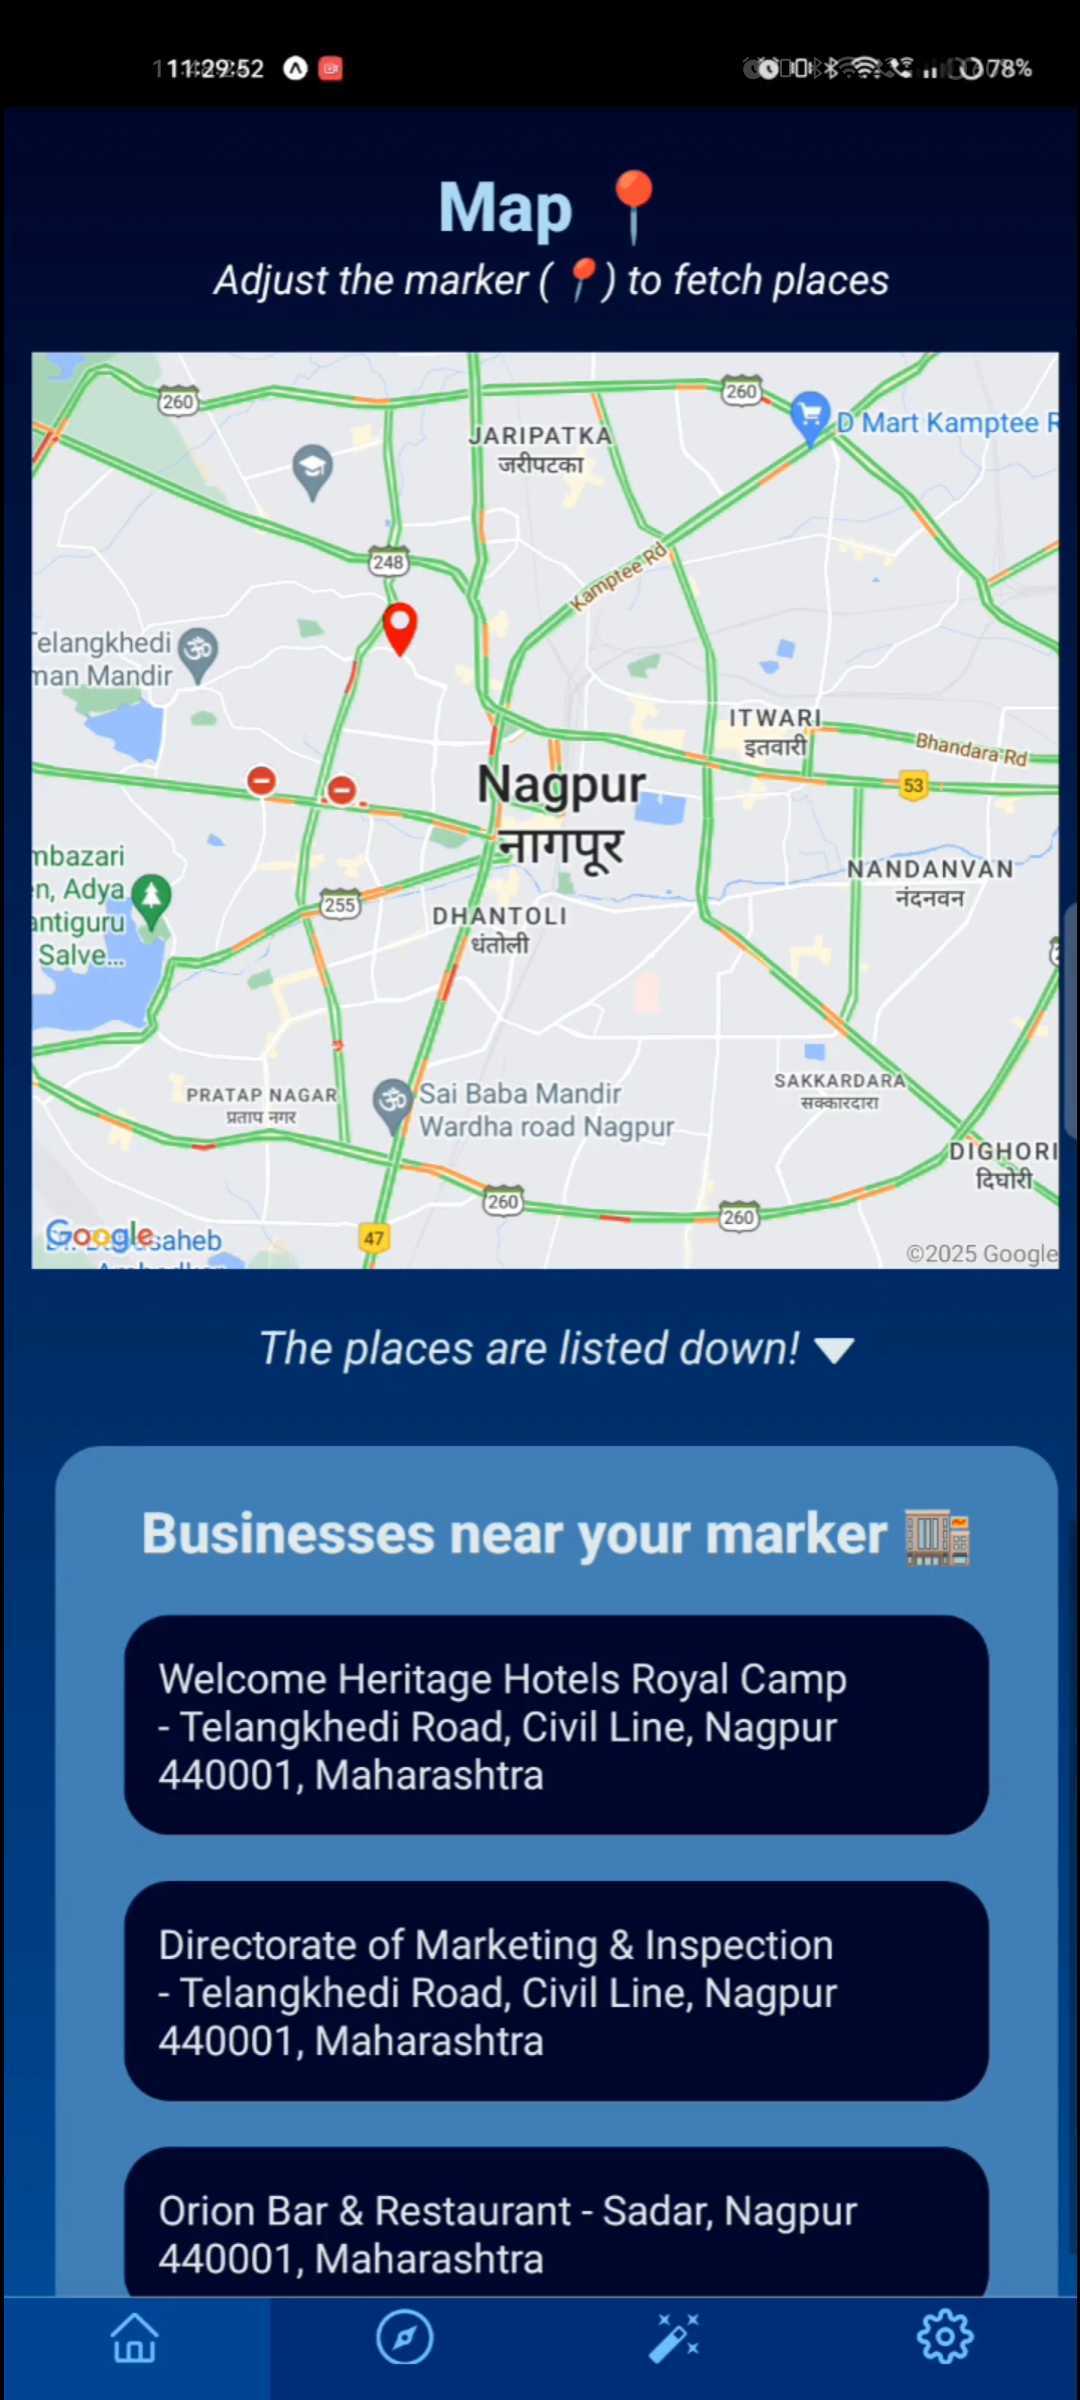 11:29:52
78%
Map 📍
Adjust the marker (📍) to fetch places
260
260
D Mart Kamptee R
JARIPATKA
जरीपटका
248
Kamptee Rd
Telangkhedi
man Mandir
ITWARI
इतवारी
Bhandara Rd
53
Nagpur
नागपूर
mbazari
en, Adya
antiguru
Salve...
NANDANVAN
नंदनवन
255
DHANTOLI
धंतोली
PRATAP NAGAR
प्रताप नगर
Sai Baba Mandir
Wardha road Nagpur
SAKKARDARA
सक्कारदारा
DIGHORI
दिघोरी
260
260
47
Google
saheb
©2025 Google
The places are listed down!
Businesses near your marker 🏬
Welcome Heritage Hotels Royal Camp
- Telangkhedi Road, Civil Line, Nagpur
440001, Maharashtra
Directorate of Marketing & Inspection
- Telangkhedi Road, Civil Line, Nagpur
440001, Maharashtra
Orion Bar & Restaurant - Sadar, Nagpur
440001, Maharashtra